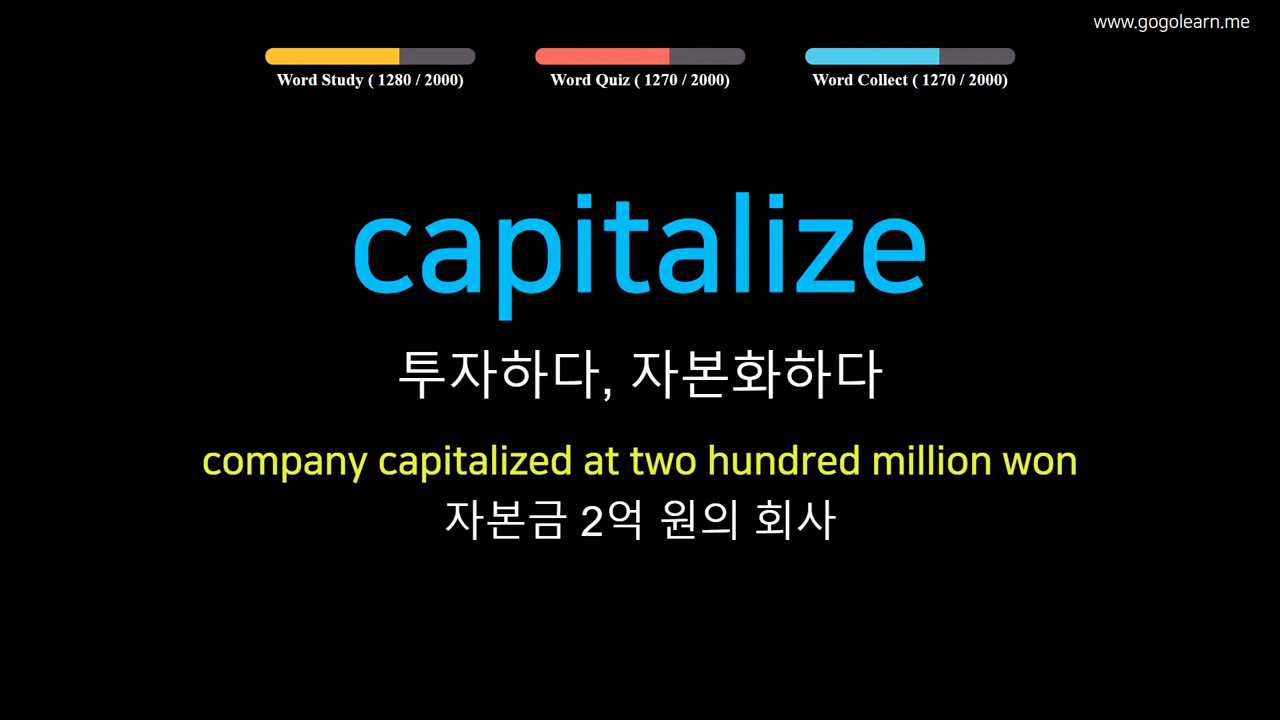 www.gogolearn.me
Word Study ( 1280 / 2000)
Word Quiz ( 1270 / 2000)
Word Collect ( 1270 / 2000)
capitalize
투자하다, 자본화하다
company capitalized at two hundred million won
자본금 2억 원의 회사